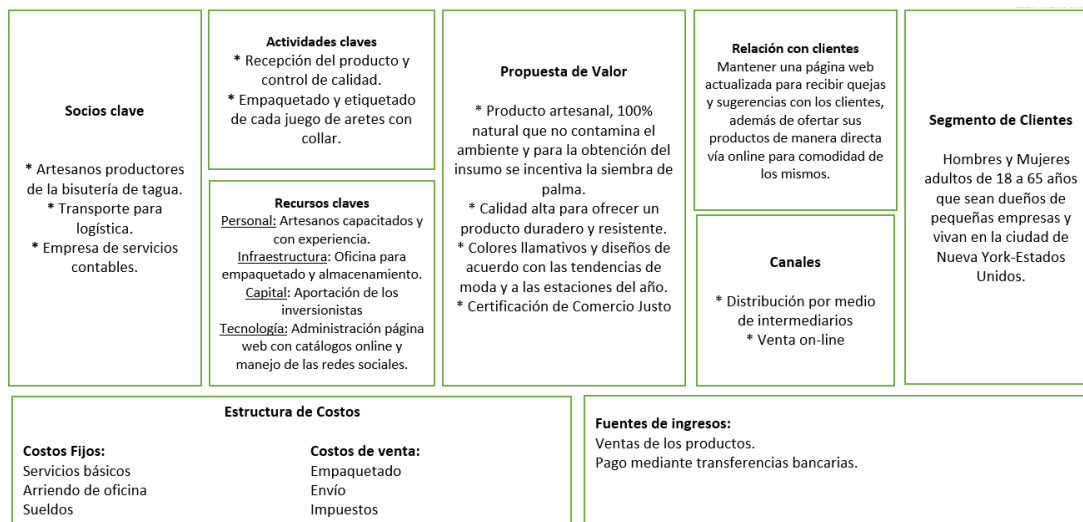 Socios clave
* Artesanos productores
de la bisutería de tagua.
* Transporte para
logística.
* Empresa de servicios
contables.
Actividades claves
* Recepción del producto y
control de calidad.
* Empaquetado y etiquetado
de cada juego de aretes con
collar.
Recursos claves
Personal: Artesanos capacitados y
con experiencia.
Infraestructura: Oficina para
empaquetado y almacenamiento.
Capital: Aportación de los
inversionistas
Tecnología: Administración página
web con catálogos online y
manejo de las redes sociales.
Propuesta de Valor
* Producto artesanal, 100%
natural que no contamina el
ambiente y para la obtención del
insumo se incentiva la siembra de
palma.
* Calidad alta para ofrecer un
producto duradero y resistente.
* Colores llamativos y diseños de
acuerdo con las tendencias de
moda y a las estaciones del año.
* Certificación de Comercio Justo
Relación con clientes
Mantener una página web
actualizada para recibir quejas
y sugerencias con los clientes,
además de ofertar sus
productos de manera directa
vía online para comodidad de
los mismos.
Canales
* Distribución por medio
de intermediarios
* Venta on-line
Segmento de Clientes
Hombres y Mujeres
adultos de 18 a 65 años
que sean dueños de
pequeñas empresas y
vivan en la ciudad de
Nueva York-Estados
Unidos.
Estructura de Costos
Costos Fijos:
Servicios básicos
Arriendo de oficina
Sueldos
Costos de venta:
Empaquetado
Envío
Impuestos
Fuentes de ingresos:
Ventas de los productos.
Pago mediante transferencias bancarias.